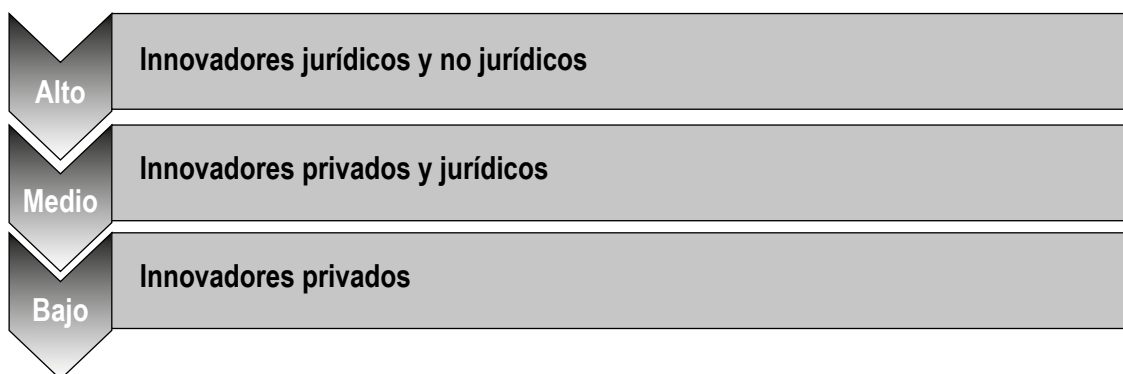 Alto
Innovadores jurídicos y no jurídicos
Medio
Innovadores privados y jurídicos
Bajo
Innovadores privados